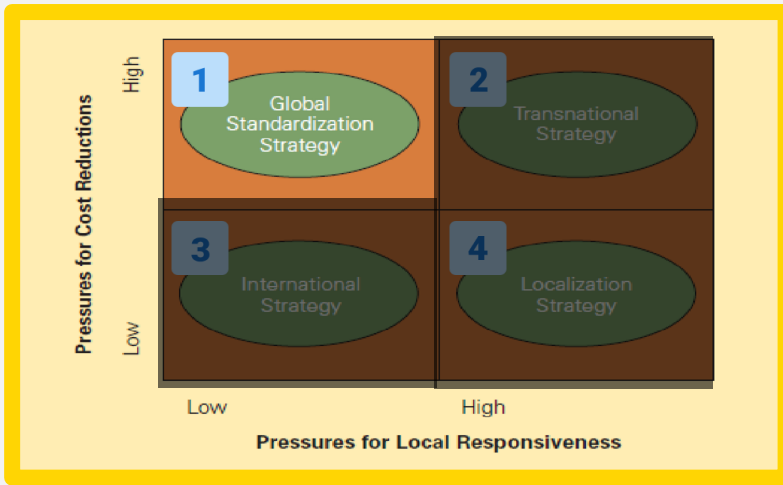 Pressures for Cost Reductions
High
Low
1
Global
Standardization
Strategy
2
Transnational
Strategy
3
International
Strategy
4
Localization
Strategy
Low
High
Pressures for Local Responsiveness